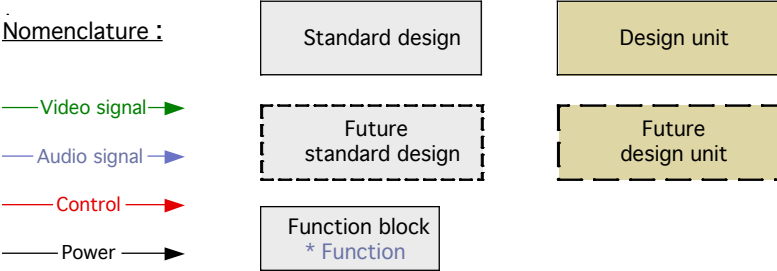 Nomenclature :
Standard design
Design unit
Video signal
Future
standard design
Future
design unit
Audio signal
Control
Function block
* Function
Power